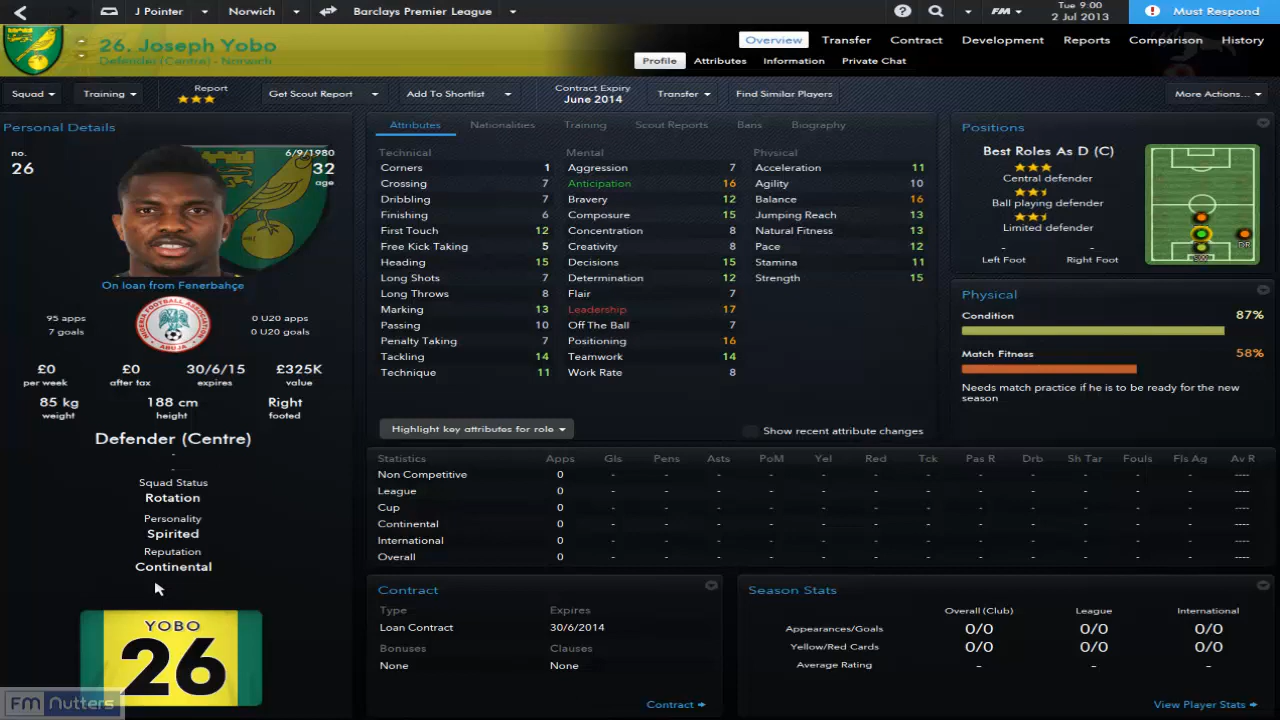 J Pointer
Norwich
Barclays Premier League
FM
Tue 9:00
2 Jul 2013
Must Respond
26. Joseph Yobo
Defender (Centre) - Norwich
Overview
Transfer
Contract
Development
Reports
Comparison
History
Profile
Attributes
Information
Private Chat
Squad
Training
Report
Get Scout Report
Add To Shortlist
Contract Expiry
June 2014
Transfer
Find Similar Players
More Actions...
Personal Details
no.
26
6/9/1980
32
age
On loan from Fenerbahçe
95 apps
7 goals
0 U20 apps
0 U20 goals
£0
per week
£0
after tax
30/6/15
expires
£325K
value
85 kg
weight
188 cm
height
Right
footed
Defender (Centre)
-
-
Squad Status
Rotation
Personality
Spirited
Reputation
Continental
YOBO
26
FM Nutters
Attributes Nationalities Training Scout Reports Bans Biography
Technical Mental Physical
Corners 1 Aggression 7 Acceleration 11
Crossing 7 Anticipation 16 Agility 10
Dribbling 7 Bravery 12 Balance 16
Finishing 6 Composure 15 Jumping Reach 13
First Touch 12 Concentration 8 Natural Fitness 13
Free Kick Taking 5 Creativity 8 Pace 12
Heading 15 Decisions 15 Stamina 11
Long Shots 7 Determination 12 Strength 15
Long Throws 8 Flair 7
Marking 13 Leadership 17
Passing 10 Off The Ball 7
Penalty Taking 7 Positioning 16
Tackling 14 Teamwork 14
Technique 11 Work Rate 8
Highlight key attributes for role
Show recent attribute changes
Positions
Best Roles As D (C)
Central defender
Ball playing defender
Limited defender
- -
Left Foot Right Foot
DR
Physical
Condition 87%
Match Fitness 58%
Needs match practice if he is to be ready for the new
season
Statistics Apps Gls Pens Asts PoM Yel Red Tck Pas R Drb Sh Tar Fouls Fls Ag Av R
Non Competitive 0 - - - - - - - - - - - - ----
League 0 - - - - - - - - - - - - ----
Cup 0 - - - - - - - - - - - - ----
Continental 0 - - - - - - - - - - - - ----
International 0 - - - - - - - - - - - - ----
Overall 0 - - - - - - - - - - - - ----
Contract
Type Expires
Loan Contract 30/6/2014
Bonuses Clauses
None None
Contract
Season Stats
Overall (Club) League International
Appearances/Goals 0/0 0/0 0/0
Yellow/Red Cards 0/0 0/0 0/0
Average Rating - - -
View Player Stats